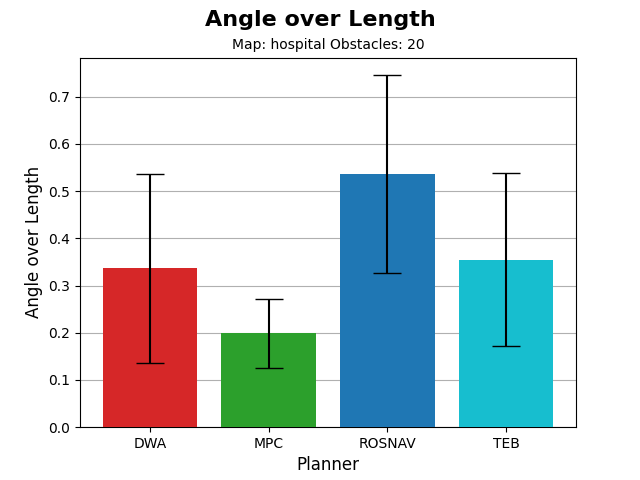 Angle over Length
Map: hospital Obstacles: 20
Angle over Length
0.7
0.6
0.5
0.4
0.3
0.2
0.1
0.0
DWA MPC ROSNAV TEB
Planner